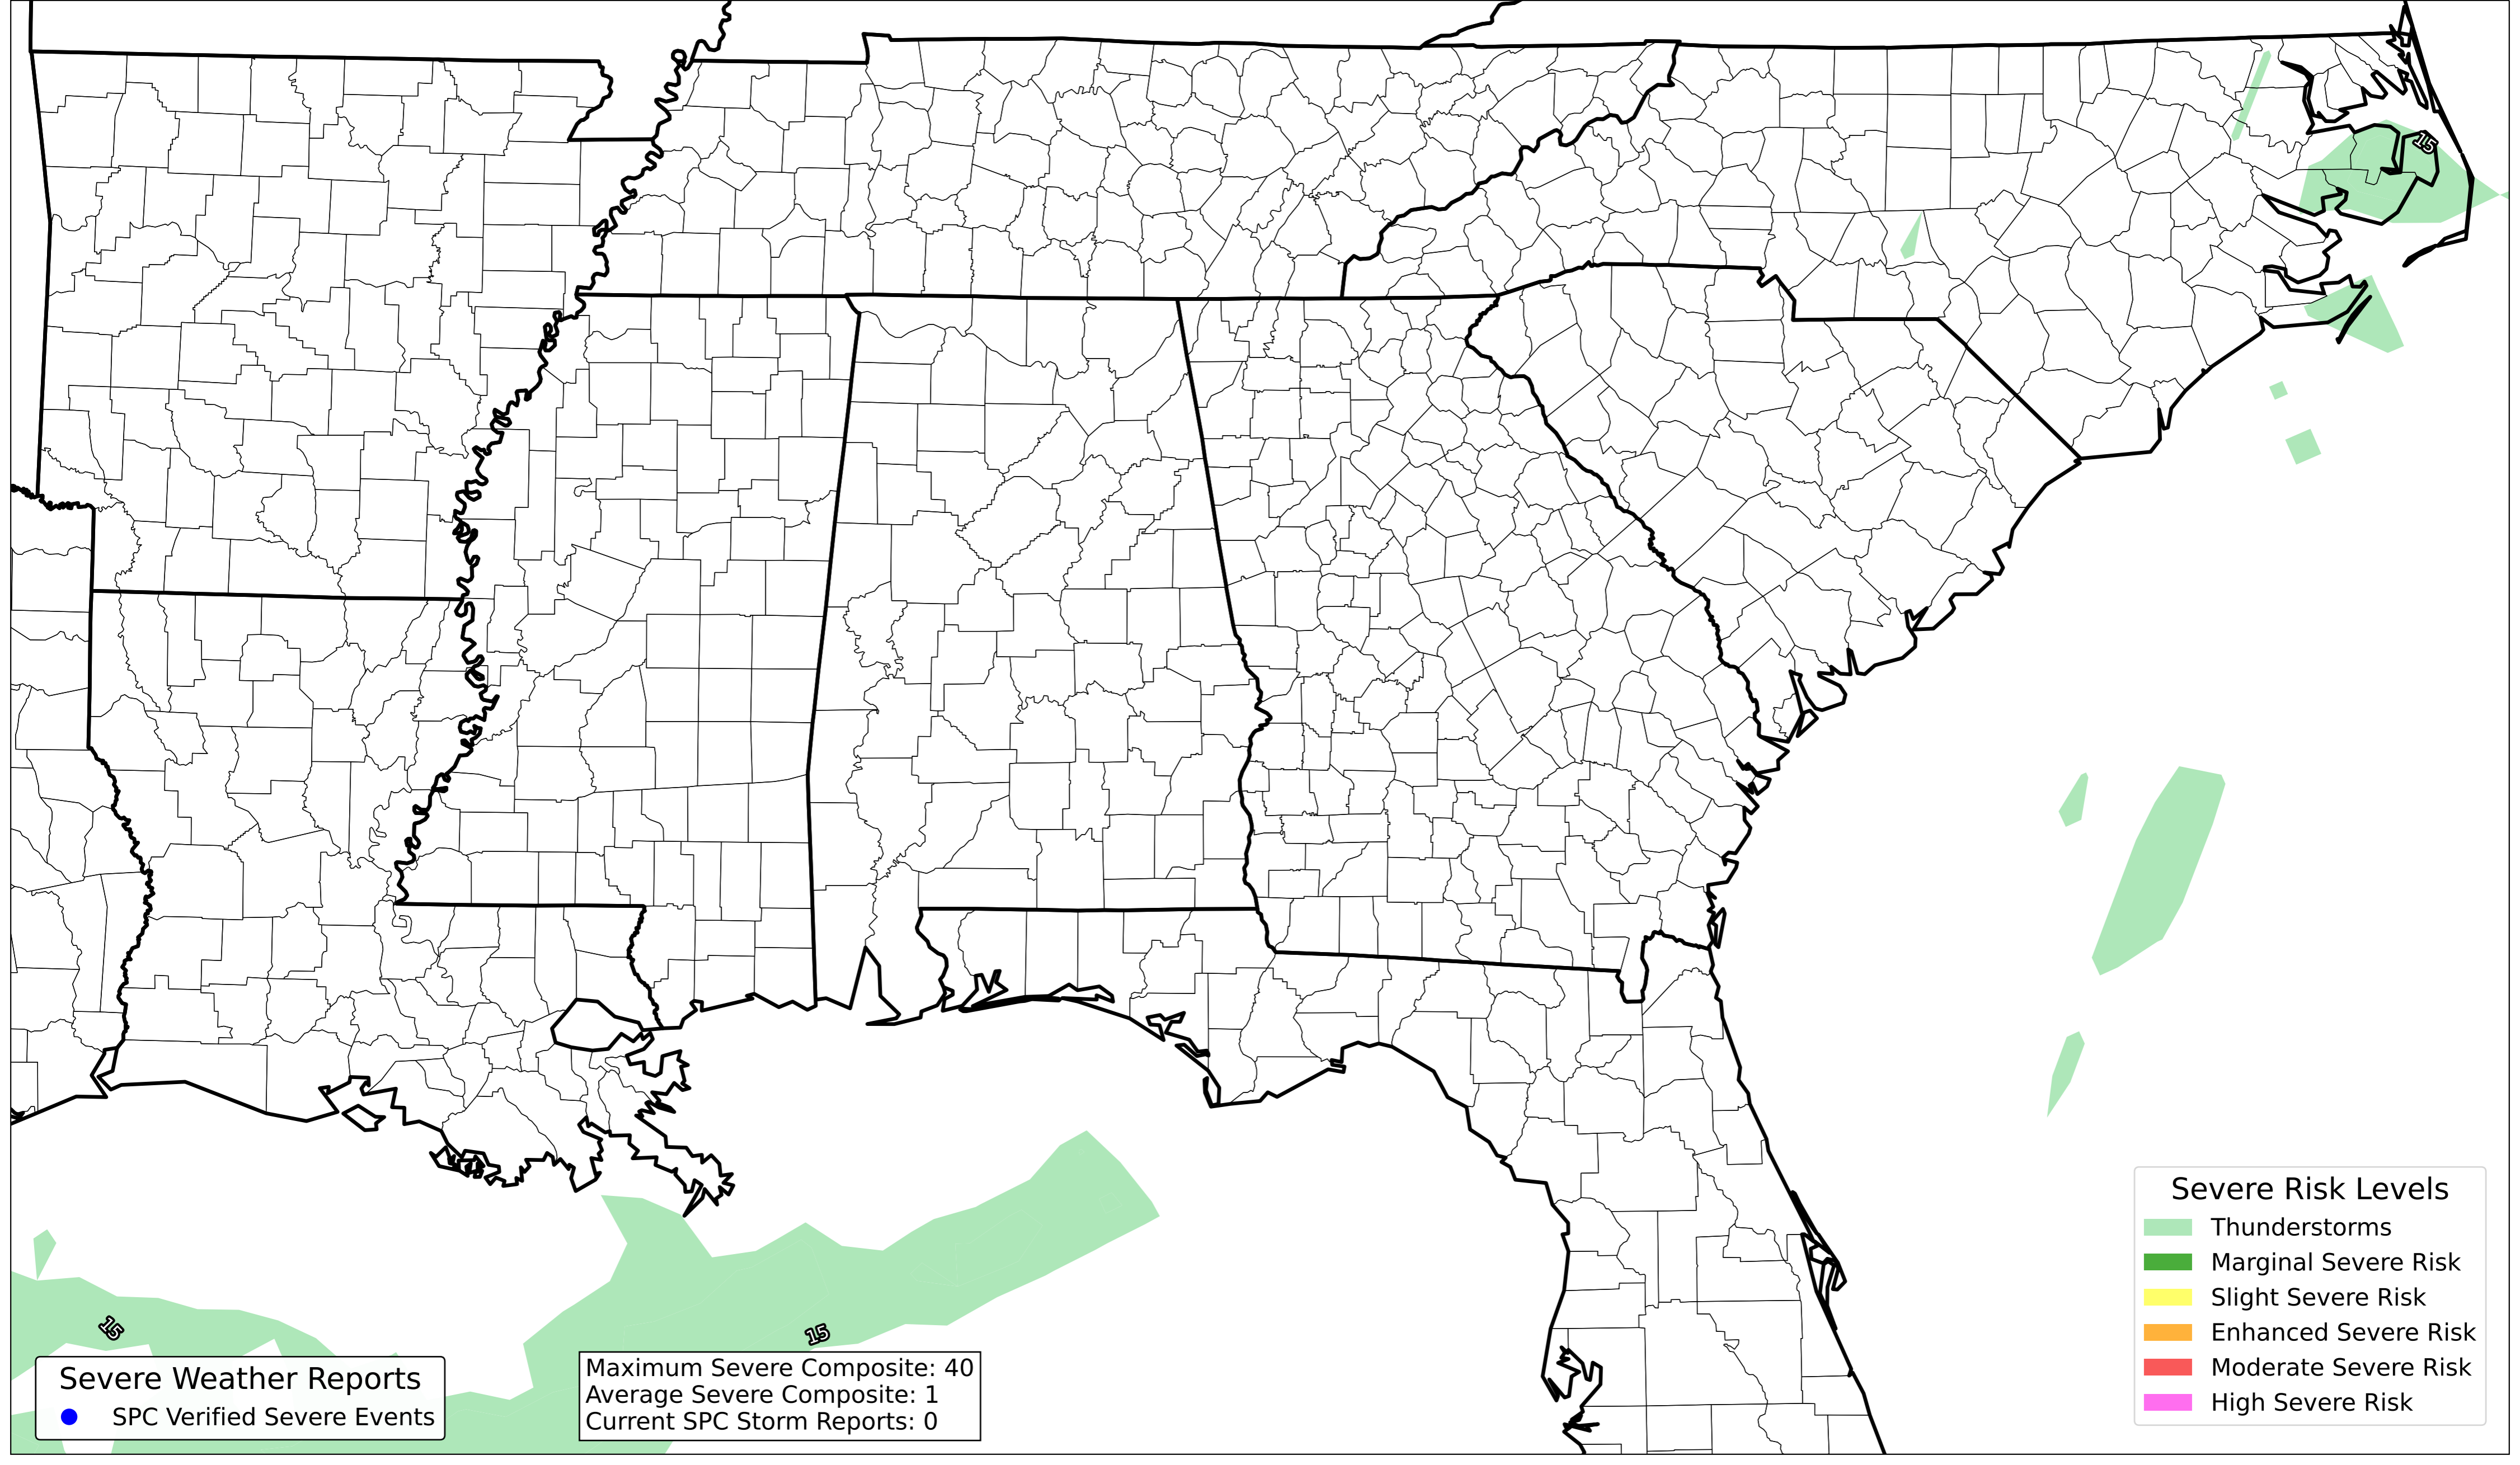 15
15
15
Severe Weather Reports
SPC Verified Severe Events
Maximum Severe Composite: 40
Average Severe Composite: 1
Current SPC Storm Reports: 0
Severe Risk Levels
Thunderstorms
Marginal Severe Risk
Slight Severe Risk
Enhanced Severe Risk
Moderate Severe Risk
High Severe Risk